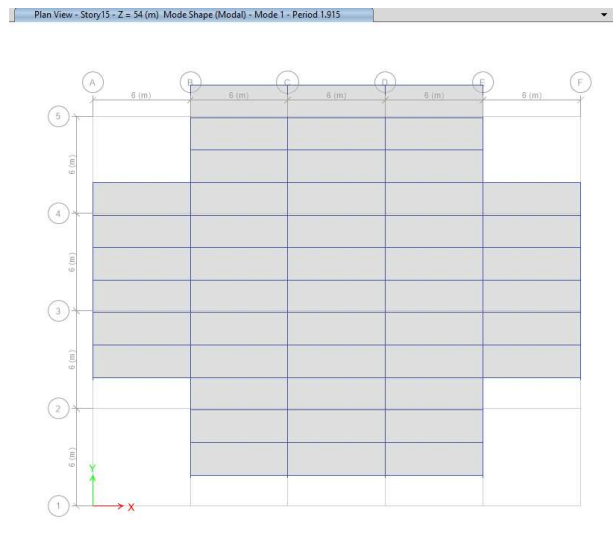 Plan View - Story15 - Z = 54 (m) Mode Shape (Modal) - Mode 1 - Period 1.915
A B C D E F
6 (m) 6 (m) 6 (m) 6 (m) 6 (m)
5
6 (m)
4
6 (m)
3
6 (m)
2
6 (m)
Y
1
X